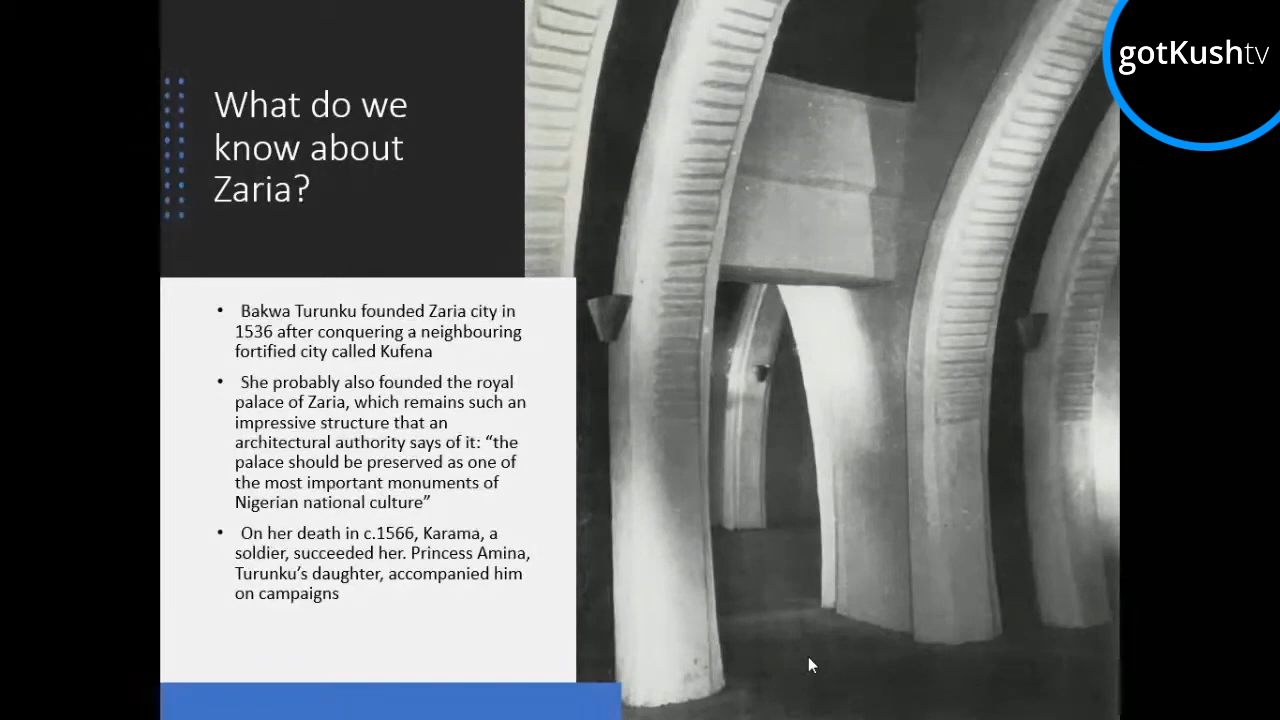 gotKushtv
What do we
know about
Zaria?
• Bakwa Turunku founded Zaria city in
1536 after conquering a neighbouring
fortified city called Kufena
• She probably also founded the royal
palace of Zaria, which remains such an
impressive structure that an
architectural authority says of it: “the
palace should be preserved as one of
the most important monuments of
Nigerian national culture”
• On her death in c.1566, Karama, a
soldier, succeeded her. Princess Amina,
Turunku’s daughter, accompanied him
on campaigns